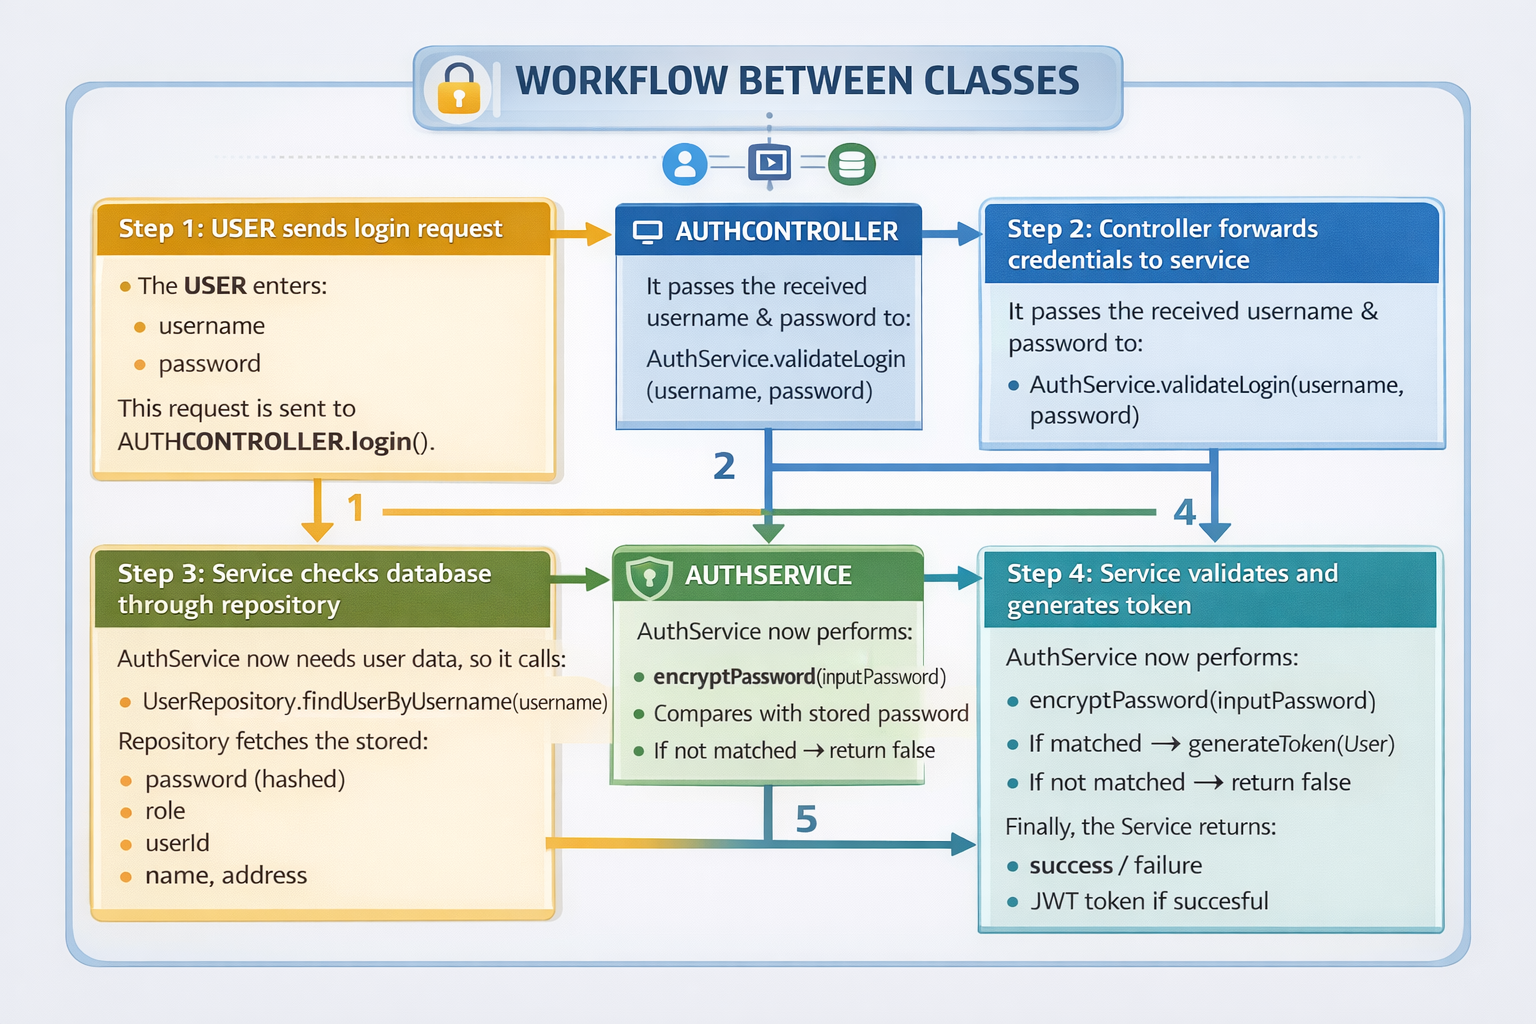 WORKFLOW BETWEEN CLASSES
Step 1: USER sends login request
• The USER enters:
• username
• password
This request is sent to
AUTHCONTROLLER.login().
AUTHCONTROLLER
It passes the received
username & password to:
AuthService.validateLogin
(username, password)
Step 2: Controller forwards
credentials to service
It passes the received username &
password to:
• AuthService.validateLogin(username,
password)
1
2
4
Step 3: Service checks database
through repository
AuthService now needs user data, so it calls:
• UserRepository.findUserByUsername(username)
Repository fetches the stored:
• password (hashed)
• role
• userId
• name, address
AUTHSERVICE
AuthService now performs:
• encryptPassword(inputPassword)
• Compares with stored password
• If not matched → return false
5
Step 4: Service validates and
generates token
AuthService now performs:
• encryptPassword(inputPassword)
• If matched → generateToken(User)
• If not matched → return false
Finally, the Service returns:
• success / failure
• JWT token if succesful